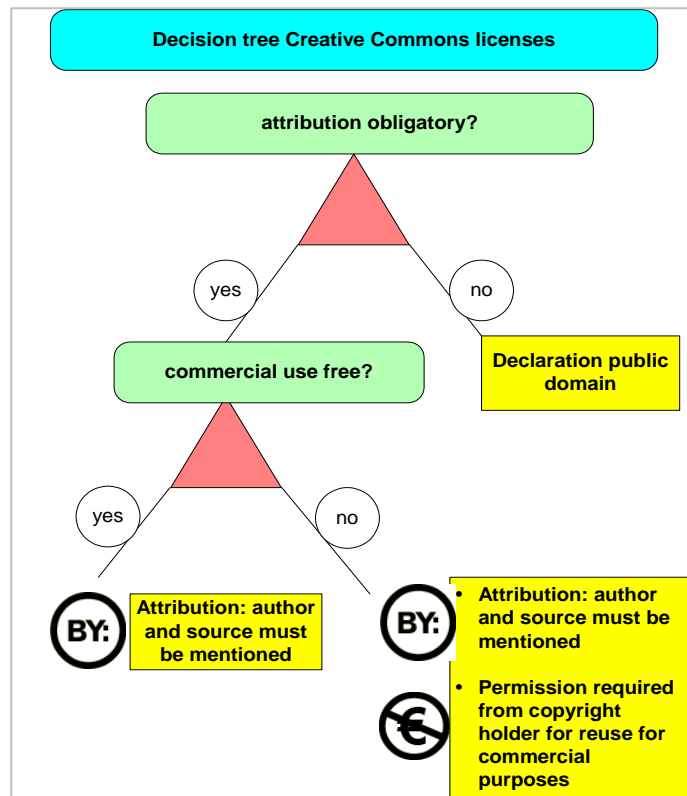 Decision tree Creative Commons licenses
attribution obligatory?
yes
no
commercial use free?
Declaration public
domain
yes
no
BY:
Attribution: author
and source must
be mentioned
BY:
• Attribution: author
and source must be
mentioned
€
• Permission required
from copyright
holder for reuse for
commercial
purposes